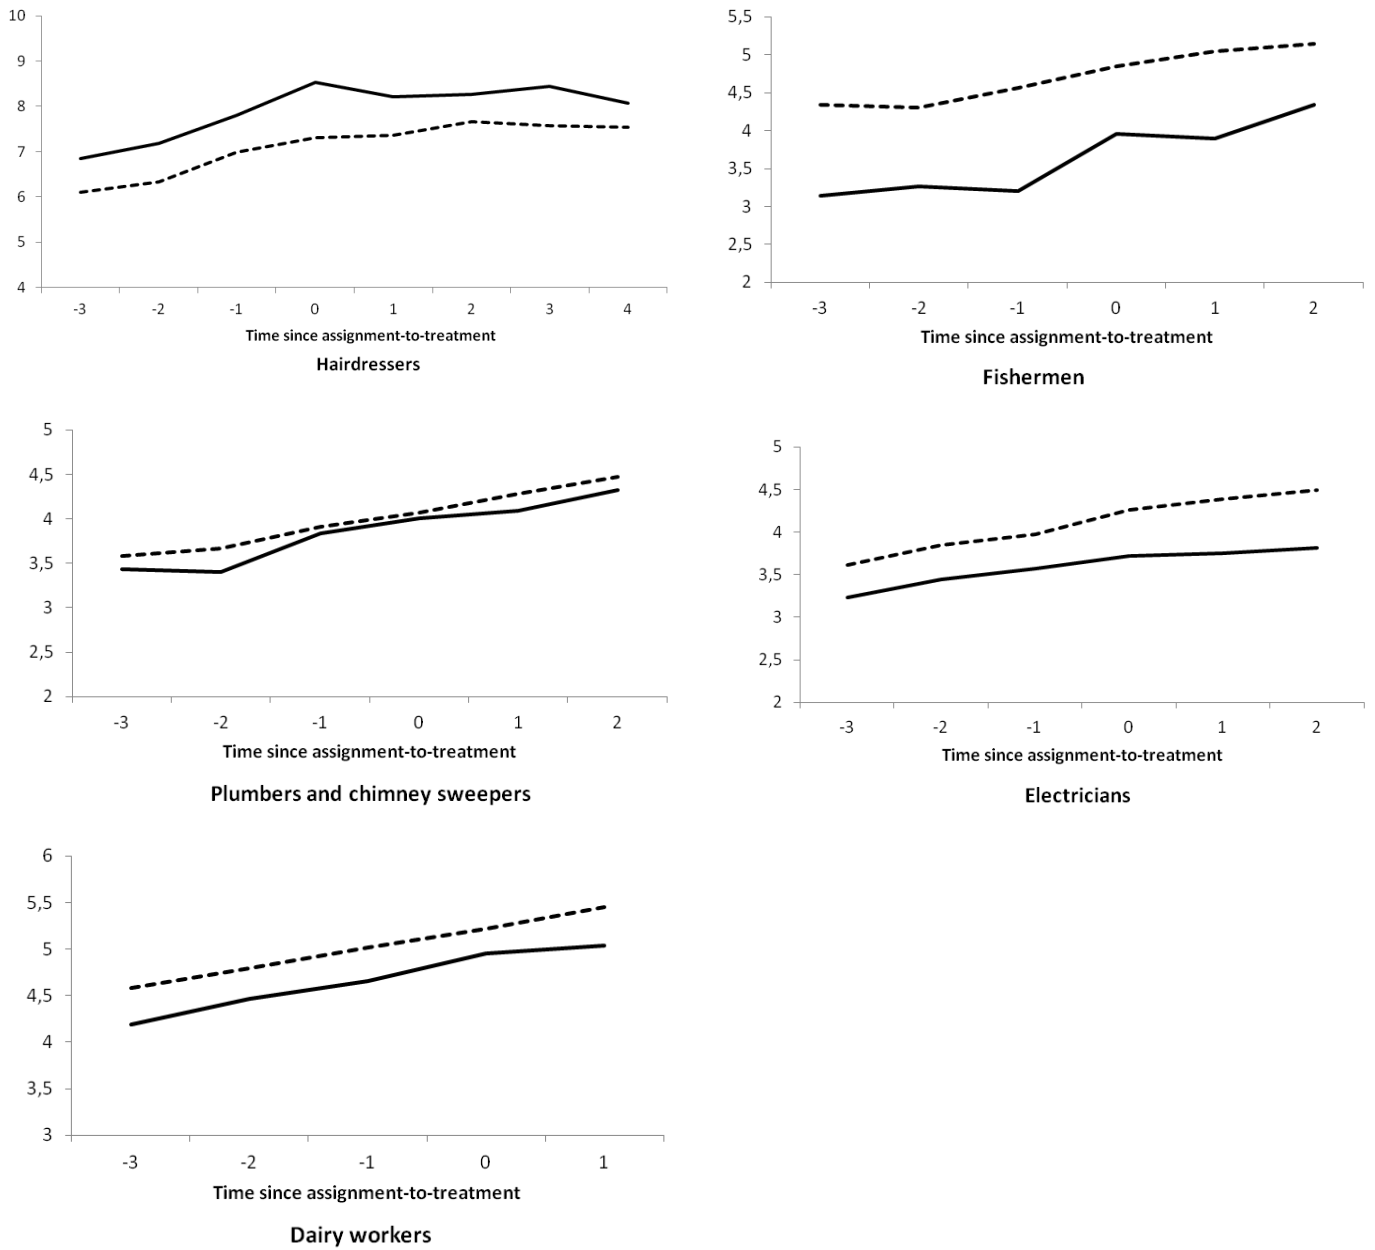 10
9
8
7
6
5
4
-3 -2 -1 0 1 2 3 4
Time since assignment-to-treatment
Hairdressers
5,5
5
4,5
4
3,5
3
2,5
2
-3 -2 -1 0 1 2
Time since assignment-to-treatment
Fishermen
5
4,5
4
3,5
3
2,5
2
-3 -2 -1 0 1 2
Time since assignment-to-treatment
Plumbers and chimney sweepers
5
4,5
4
3,5
3
2,5
2
-3 -2 -1 0 1 2
Time since assignment-to-treatment
Electricians
6
5,5
5
4,5
4
3,5
3
-3 -2 -1 0 1
Time since assignment-to-treatment
Dairy workers